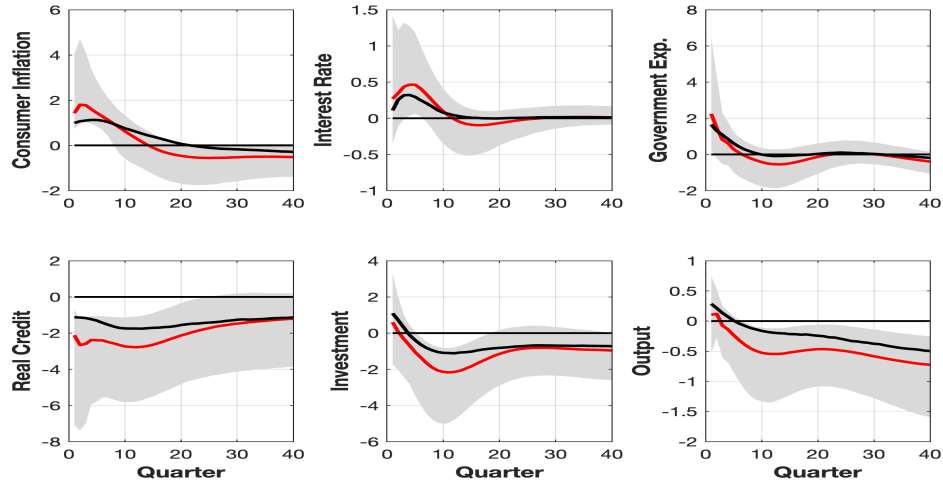 Consumer Inflation
6
4
2
0
-2
0 10 20 30 40
Interest Rate
1.5
1
0.5
0
-0.5
-1
0 10 20 30 40
Government Exp.
8
6
4
2
0
-2
0 10 20 30 40
Real Credit
0
-2
-4
-6
-8
0 10 20 30 40
Quarter
Investment
4
2
0
-2
-4
-6
0 10 20 30 40
Quarter
Output
1
0.5
0
-0.5
-1
-1.5
-2
0 10 20 30 40
Quarter